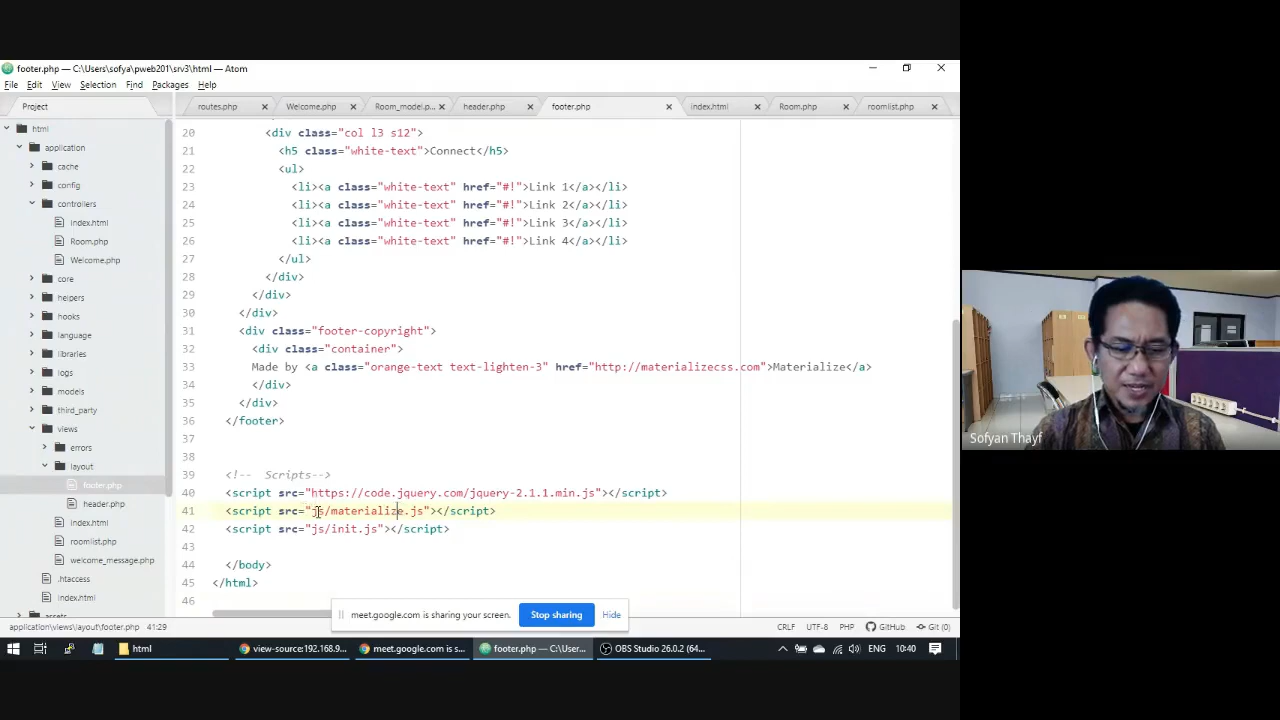 footer.php — C:\Users\sofya\pweb201\srv3\html — Atom
File Edit View Selection Find Packages Help
Project
routes.php
Welcome.php
Room_model.p...
header.php
footer.php
index.html
Room.php
roomlist.php
html
application
cache
config
controllers
index.html
Room.php
Welcome.php
core
helpers
hooks
language
libraries
logs
models
third_party
views
errors
layout
footer.php
header.php
index.html
roomlist.php
welcome_message.php
.htaccess
index.html
assets
20 <div class="col l3 s12">
21 <h5 class="white-text">Connect</h5>
22 <ul>
23 <li><a class="white-text" href="#!">Link 1</a></li>
24 <li><a class="white-text" href="#!">Link 2</a></li>
25 <li><a class="white-text" href="#!">Link 3</a></li>
26 <li><a class="white-text" href="#!">Link 4</a></li>
27 </ul>
28 </div>
29 </div>
30 </div>
31 <div class="footer-copyright">
32 <div class="container">
33 Made by <a class="orange-text text-lighten-3" href="http://materializecss.com">Materialize</a>
34 </div>
35 </div>
36 </footer>
37
38
39 <!-- Scripts-->
40 <script src="https://code.jquery.com/jquery-2.1.1.min.js"></script>
41 <script src="js/materialize.js"></script>
42 <script src="js/init.js"></script>
43
44 </body>
45 </html>
46
meet.google.com is sharing your screen. Stop sharing Hide
application\views\layout\footer.php 41:29
CRLF UTF-8 PHP GitHub Git (0)
html
view-source:192.168.9...
meet.google.com is s...
footer.php — C:\User...
OBS Studio 26.0.2 (64...
ENG 10:40
Sofyan Thayf